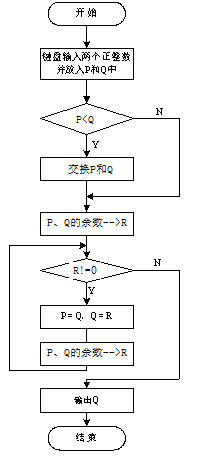 开 始
键盘输入两个正整数
并放入P和Q中
P<Q
N
Y
交换P和Q
P、Q的余数-->R
R!=0
N
Y
P=Q, Q=R
P、Q的余数-->R
输出Q
结 束